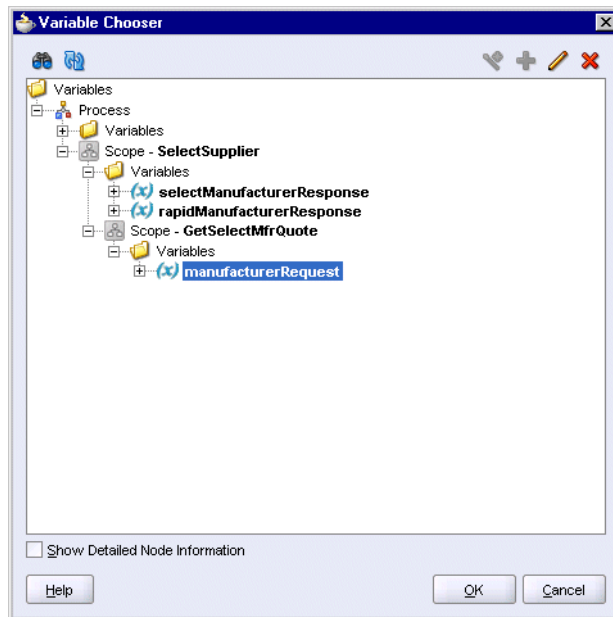 Variable Chooser
Variables
Process
Variables
Scope - SelectSupplier
Variables
(x) selectManufacturerResponse
(x) rapidManufacturerResponse
Scope - GetSelectMfrQuote
Variables
(x) manufacturerRequest
Show Detailed Node Information
Help OK Cancel